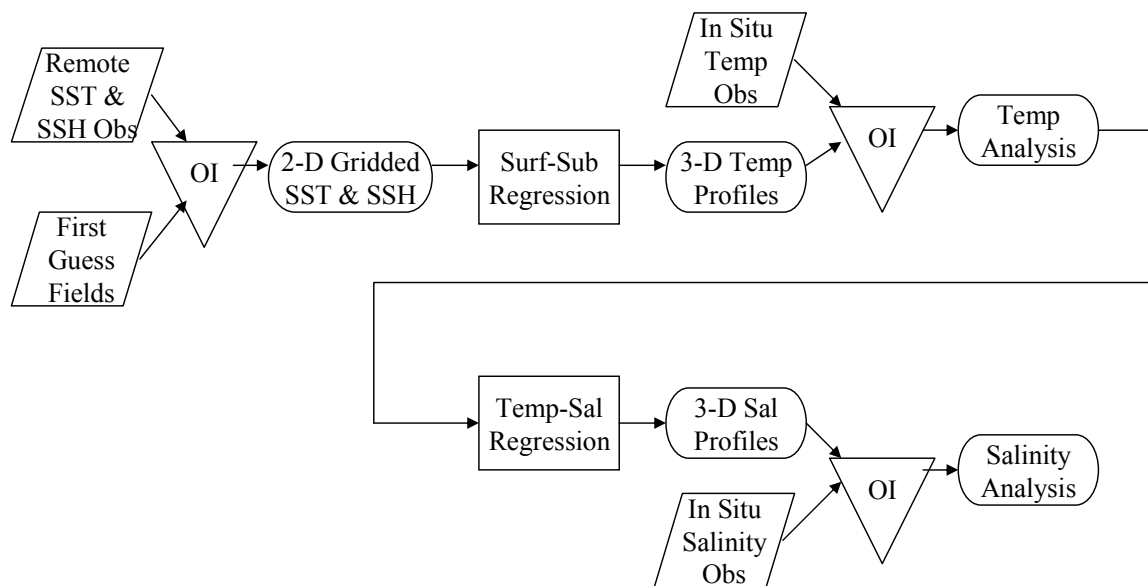 Remote
SST &
SSH Obs
First
Guess
Fields
OI
2-D Gridded
SST & SSH
Surf-Sub
Regression
3-D Temp
Profiles
In Situ
Temp
Obs
OI
Temp
Analysis
Temp-Sal
Regression
3-D Sal
Profiles
In Situ
Salinity
Obs
OI
Salinity
Analysis